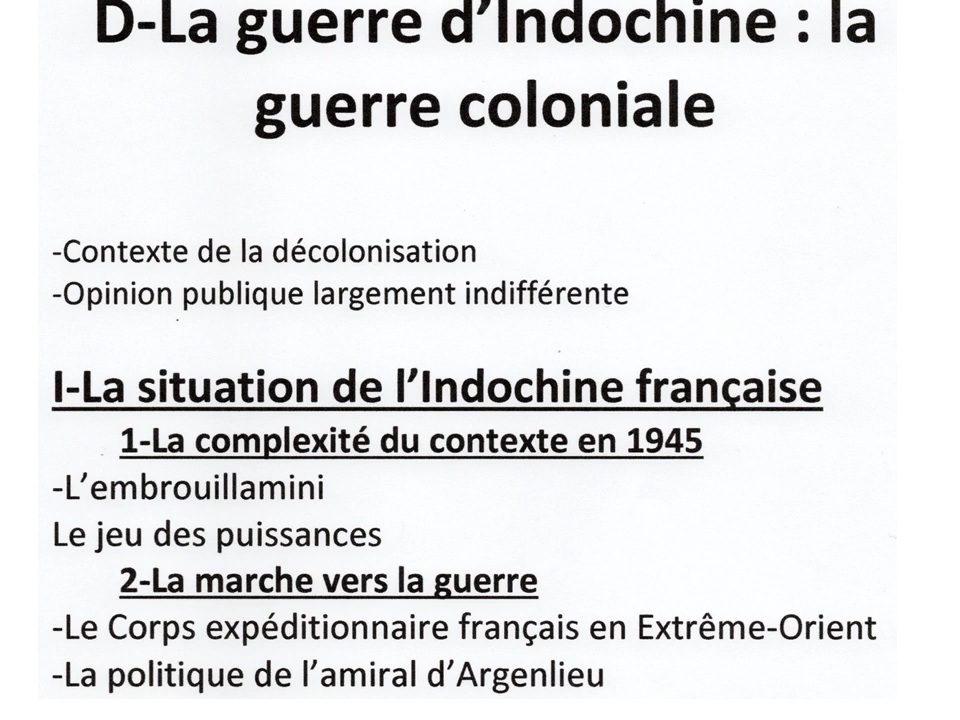 D-La guerre d'Indochine : la
guerre coloniale
-Contexte de la décolonisation
-Opinion publique largement indifférente
I-La situation de l'Indochine française
1-La complexité du contexte en 1945
-L'embrouillamini
Le jeu des puissances
2-La marche vers la guerre
-Le Corps expéditionnaire français en Extrême-Orient
-La politique de l'amiral d'Argenlieu